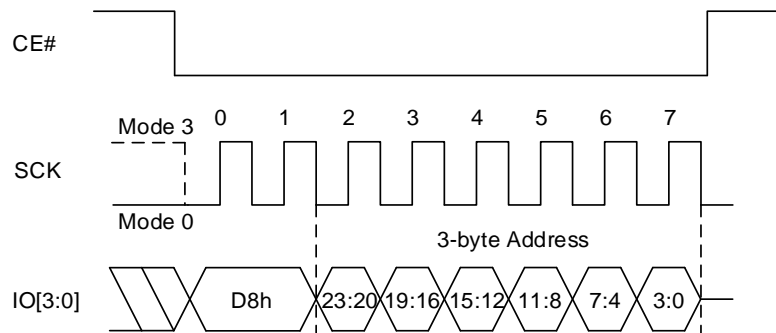 CE#
Mode 3 0 1 2 3 4 5 6 7
SCK
Mode 0
3-byte Address
IO[3:0] D8h 23:20 19:16 15:12 11:8 7:4 3:0